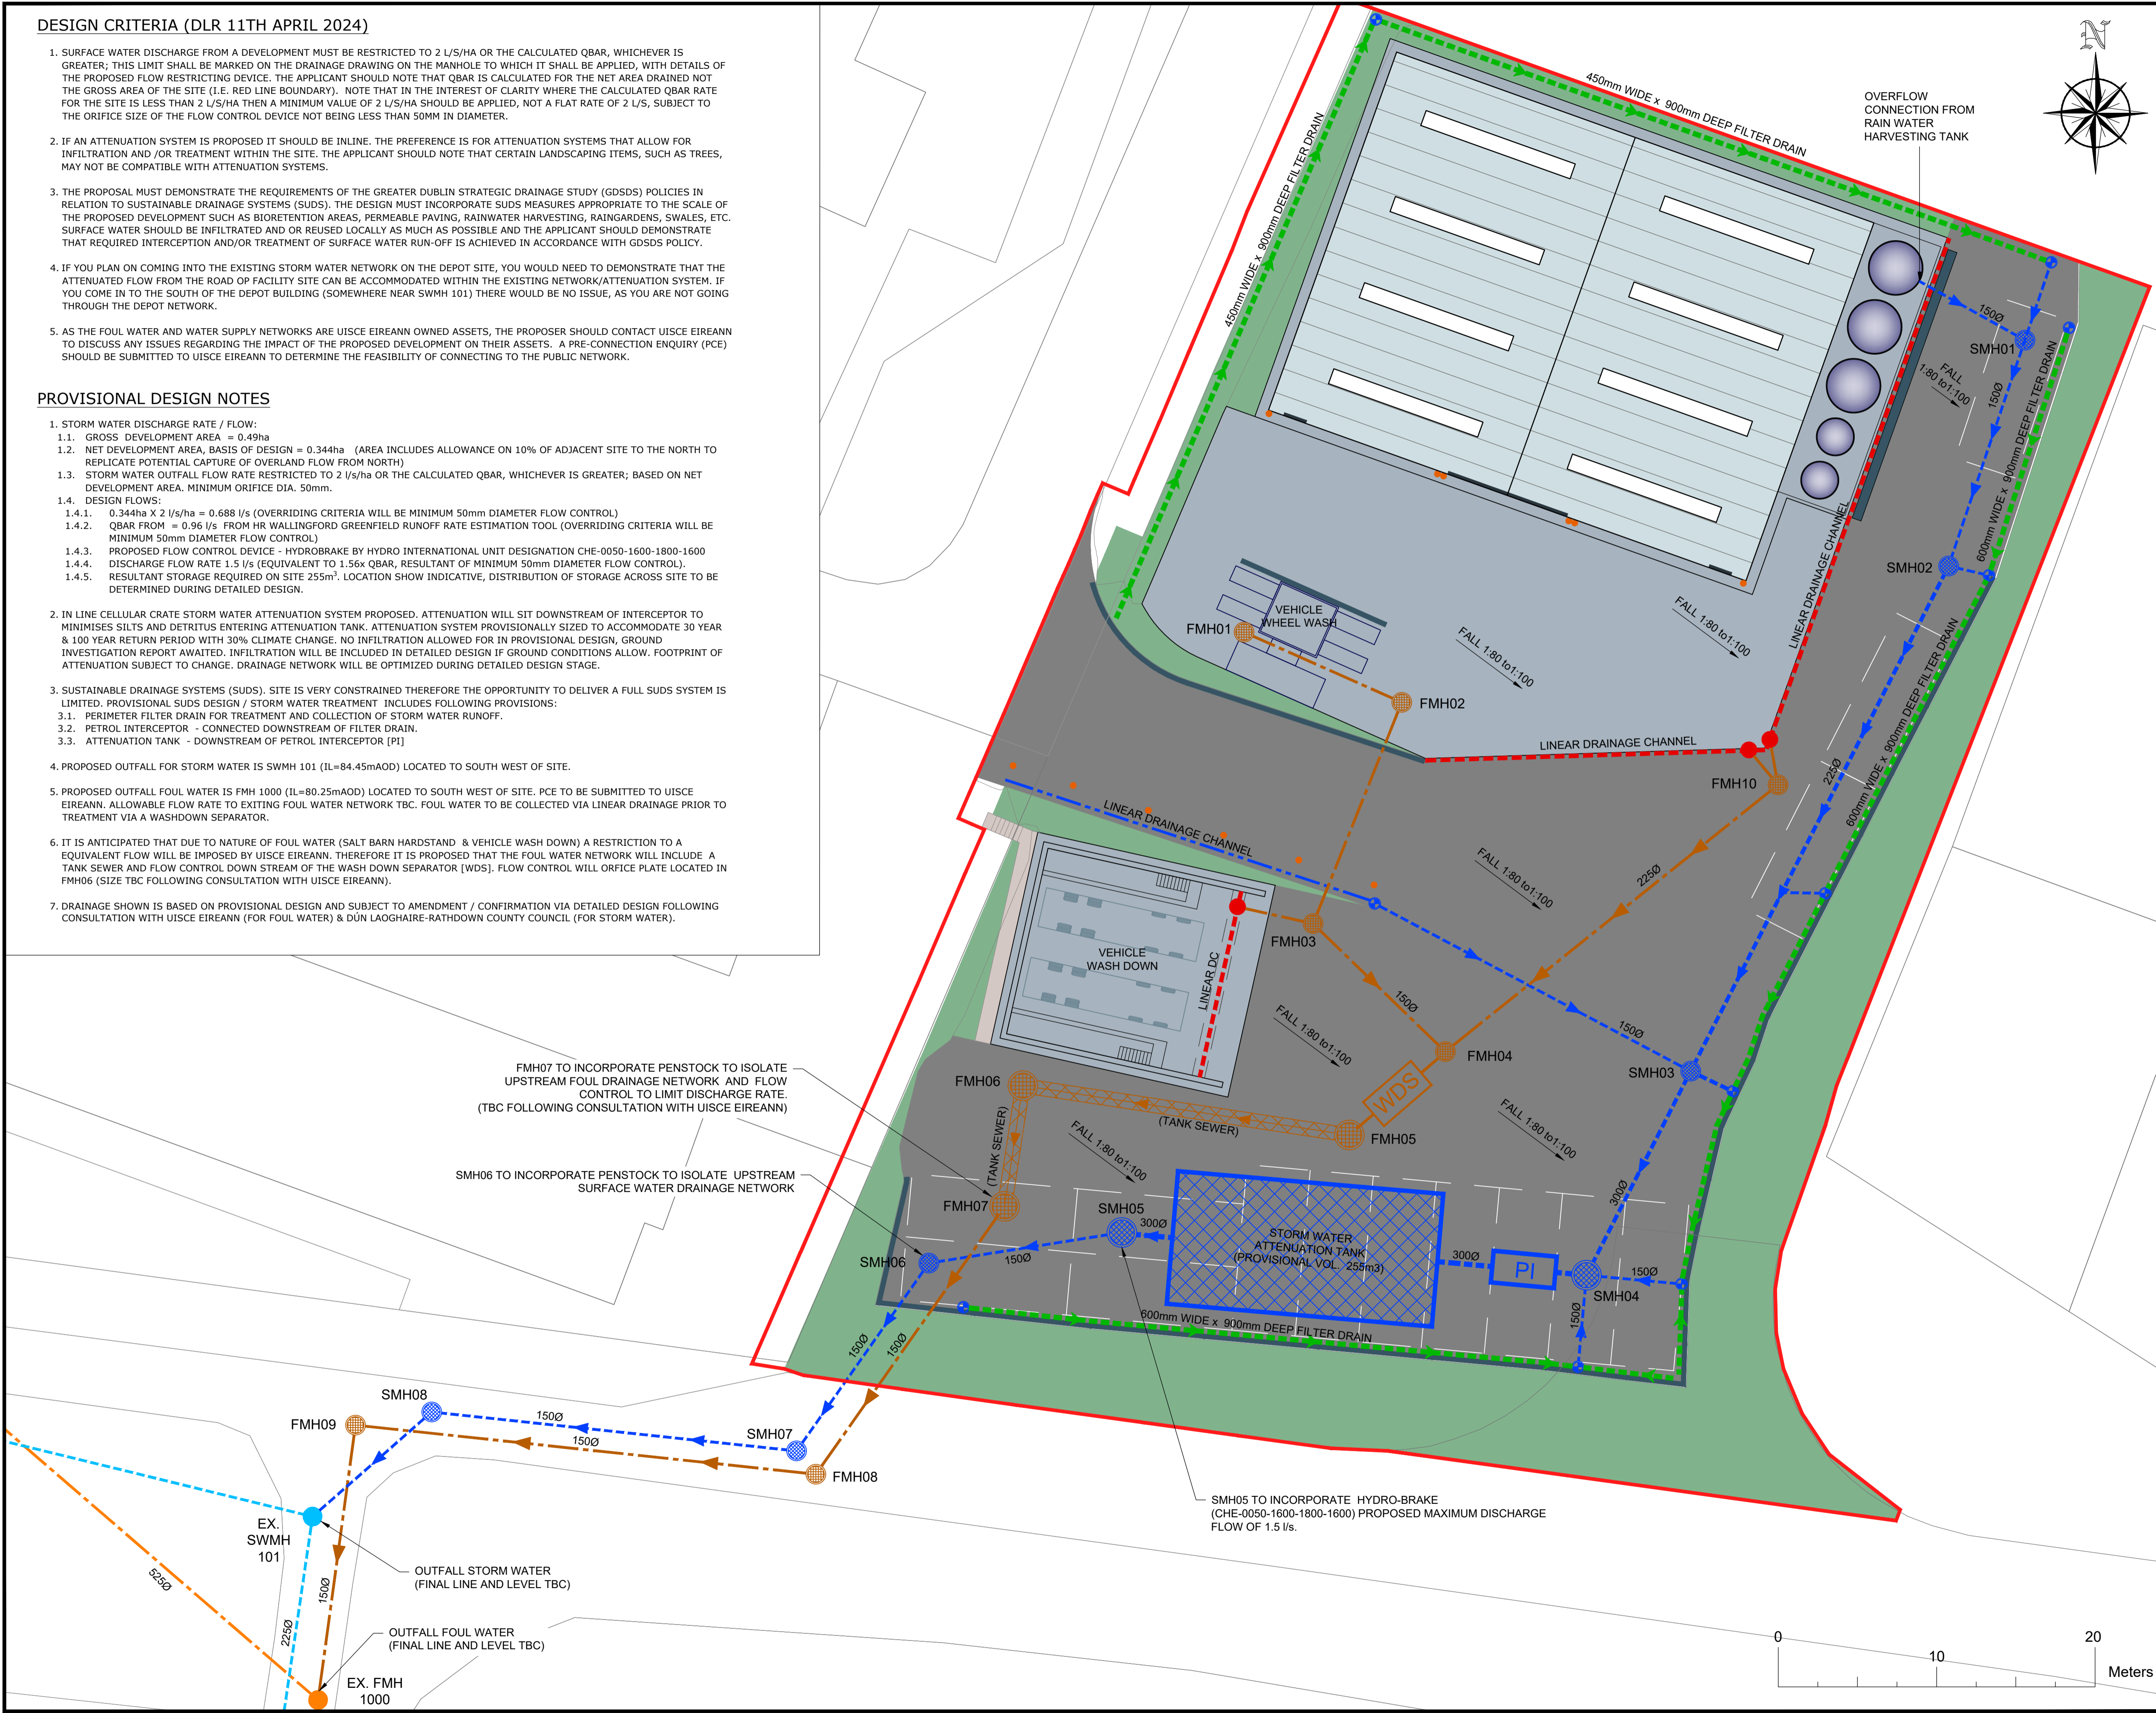 DESIGN CRITERIA (DLR 11TH APRIL 2024)
1. SURFACE WATER DISCHARGE FROM A DEVELOPMENT MUST BE RESTRICTED TO 2 L/S/HA OR THE CALCULATED QBAR, WHICHEVER IS
GREATER; THIS LIMIT SHALL BE MARKED ON THE DRAINAGE DRAWING ON THE MANHOLE TO WHICH IT SHALL BE APPLIED, WITH DETAILS OF
THE PROPOSED FLOW RESTRICTING DEVICE. THE APPLICANT SHOULD NOTE THAT QBAR IS CALCULATED FOR THE NET AREA DRAINED NOT
THE GROSS AREA OF THE SITE (I.E. RED LINE BOUNDARY). NOTE THAT IN THE INTEREST OF CLARITY WHERE THE CALCULATED QBAR RATE
FOR THE SITE IS LESS THAN 2 L/S/HA THEN A MINIMUM VALUE OF 2 L/S/HA SHOULD BE APPLIED, NOT A FLAT RATE OF 2 L/S, SUBJECT TO
THE ORIFICE SIZE OF THE FLOW CONTROL DEVICE NOT BEING LESS THAN 50MM IN DIAMETER.
2. IF AN ATTENUATION SYSTEM IS PROPOSED IT SHOULD BE INLINE. THE PREFERENCE IS FOR ATTENUATION SYSTEMS THAT ALLOW FOR
INFILTRATION AND /OR TREATMENT WITHIN THE SITE. THE APPLICANT SHOULD NOTE THAT CERTAIN LANDSCAPING ITEMS, SUCH AS TREES,
MAY NOT BE COMPATIBLE WITH ATTENUATION SYSTEMS.
3. THE PROPOSAL MUST DEMONSTRATE THE REQUIREMENTS OF THE GREATER DUBLIN STRATEGIC DRAINAGE STUDY (GDSDS) POLICIES IN
RELATION TO SUSTAINABLE DRAINAGE SYSTEMS (SUDS). THE DESIGN MUST INCORPORATE SUDS MEASURES APPROPRIATE TO THE SCALE OF
THE PROPOSED DEVELOPMENT SUCH AS BIORETENTION AREAS, PERMEABLE PAVING, RAINWATER HARVESTING, RAINGARDENS, SWALES, ETC.
SURFACE WATER SHOULD BE INFILTRATED AND OR REUSED LOCALLY AS MUCH AS POSSIBLE AND THE APPLICANT SHOULD DEMONSTRATE
THAT REQUIRED INTERCEPTION AND/OR TREATMENT OF SURFACE WATER RUN-OFF IS ACHIEVED IN ACCORDANCE WITH GDSDS POLICY.
4. IF YOU PLAN ON COMING INTO THE EXISTING STORM WATER NETWORK ON THE DEPOT SITE, YOU WOULD NEED TO DEMONSTRATE THAT THE
ATTENUATED FLOW FROM THE ROAD OP FACILITY SITE CAN BE ACCOMMODATED WITHIN THE EXISTING NETWORK/ATTENUATION SYSTEM. IF
YOU COME IN TO THE SOUTH OF THE DEPOT BUILDING (SOMEWHERE NEAR SWMH 101) THERE WOULD BE NO ISSUE, AS YOU ARE NOT GOING
THROUGH THE DEPOT NETWORK.
5. AS THE FOUL WATER AND WATER SUPPLY NETWORKS ARE UISCE EIREANN OWNED ASSETS, THE PROPOSER SHOULD CONTACT UISCE EIREANN
TO DISCUSS ANY ISSUES REGARDING THE IMPACT OF THE PROPOSED DEVELOPMENT ON THEIR ASSETS. A PRE-CONNECTION ENQUIRY (PCE)
SHOULD BE SUBMITTED TO UISCE EIREANN TO DETERMINE THE FEASIBILITY OF CONNECTING TO THE PUBLIC NETWORK.
PROVISIONAL DESIGN NOTES
1. STORM WATER DISCHARGE RATE / FLOW:
1.1. GROSS DEVELOPMENT AREA = 0.49ha
1.2. NET DEVELOPMENT AREA, BASIS OF DESIGN = 0.344ha (AREA INCLUDES ALLOWANCE ON 10% OF ADJACENT SITE TO THE NORTH TO
REPLICATE POTENTIAL CAPTURE OF OVERLAND FLOW FROM NORTH)
1.3. STORM WATER OUTFALL FLOW RATE RESTRICTED TO 2 l/s/ha OR THE CALCULATED QBAR, WHICHEVER IS GREATER; BASED ON NET
DEVELOPMENT AREA. MINIMUM ORIFICE DIA. 50mm.
1.4. DESIGN FLOWS:
1.4.1. 0.344ha X 2 l/s/ha = 0.688 l/s (OVERRIDING CRITERIA WILL BE MINIMUM 50mm DIAMETER FLOW CONTROL)
1.4.2. QBAR FROM = 0.96 l/s FROM HR WALLINGFORD GREENFIELD RUNOFF RATE ESTIMATION TOOL (OVERRIDING CRITERIA WILL BE
MINIMUM 50mm DIAMETER FLOW CONTROL)
1.4.3. PROPOSED FLOW CONTROL DEVICE - HYDROBRAKE BY HYDRO INTERNATIONAL UNIT DESIGNATION CHE-0050-1600-1800-1600
1.4.4. DISCHARGE FLOW RATE 1.5 l/s (EQUIVALENT TO 1.56x QBAR, RESULTANT OF MINIMUM 50mm DIAMETER FLOW CONTROL).
1.4.5. RESULTANT STORAGE REQUIRED ON SITE 255m³. LOCATION SHOW INDICATIVE, DISTRIBUTION OF STORAGE ACROSS SITE TO BE
DETERMINED DURING DETAILED DESIGN.
2. IN LINE CELLULAR CRATE STORM WATER ATTENUATION SYSTEM PROPOSED. ATTENUATION WILL SIT DOWNSTREAM OF INTERCEPTOR TO
MINIMISES SILTS AND DETRITUS ENTERING ATTENUATION TANK. ATTENUATION SYSTEM PROVISIONALLY SIZED TO ACCOMMODATE 30 YEAR
& 100 YEAR RETURN PERIOD WITH 30% CLIMATE CHANGE. NO INFILTRATION ALLOWED FOR IN PROVISIONAL DESIGN, GROUND
INVESTIGATION REPORT AWAITED. INFILTRATION WILL BE INCLUDED IN DETAILED DESIGN IF GROUND CONDITIONS ALLOW. FOOTPRINT OF
ATTENUATION SUBJECT TO CHANGE. DRAINAGE NETWORK WILL BE OPTIMIZED DURING DETAILED DESIGN STAGE.
3. SUSTAINABLE DRAINAGE SYSTEMS (SUDS). SITE IS VERY CONSTRAINED THEREFORE THE OPPORTUNITY TO DELIVER A FULL SUDS SYSTEM IS
LIMITED. PROVISIONAL SUDS DESIGN / STORM WATER TREATMENT INCLUDES FOLLOWING PROVISIONS:
3.1. PERIMETER FILTER DRAIN FOR TREATMENT AND COLLECTION OF STORM WATER RUNOFF.
3.2. PETROL INTERCEPTOR - CONNECTED DOWNSTREAM OF FILTER DRAIN.
3.3. ATTENUATION TANK - DOWNSTREAM OF PETROL INTERCEPTOR [PI]
4. PROPOSED OUTFALL FOR STORM WATER IS SWMH 101 (IL=84.45mAOD) LOCATED TO SOUTH WEST OF SITE.
5. PROPOSED OUTFALL FOUL WATER IS FMH 1000 (IL=80.25mAOD) LOCATED TO SOUTH WEST OF SITE. PCE TO BE SUBMITTED TO UISCE
EIREANN. ALLOWABLE FLOW RATE TO EXITING FOUL WATER NETWORK TBC. FOUL WATER TO BE COLLECTED VIA LINEAR DRAINAGE PRIOR TO
TREATMENT VIA A WASHDOWN SEPARATOR.
6. IT IS ANTICIPATED THAT DUE TO NATURE OF FOUL WATER (SALT BARN HARDSTAND & VEHICLE WASH DOWN) A RESTRICTION TO A
EQUIVALENT FLOW WILL BE IMPOSED BY UISCE EIREANN. THEREFORE IT IS PROPOSED THAT THE FOUL WATER NETWORK WILL INCLUDE A
TANK SEWER AND FLOW CONTROL DOWN STREAM OF THE WASH DOWN SEPARATOR [WDS]. FLOW CONTROL WILL ORFICE PLATE LOCATED IN
FMH06 (SIZE TBC FOLLOWING CONSULTATION WITH UISCE EIREANN).
7. DRAINAGE SHOWN IS BASED ON PROVISIONAL DESIGN AND SUBJECT TO AMENDMENT / CONFIRMATION VIA DETAILED DESIGN FOLLOWING
CONSULTATION WITH UISCE EIREANN (FOR FOUL WATER) & DÚN LAOGHAIRE-RATHDOWN COUNTY COUNCIL (FOR STORM WATER).
N
450mm WIDE x 900mm DEEP FILTER DRAIN
450mm WIDE x 900mm DEEP FILTER DRAIN
OVERFLOW
CONNECTION FROM
RAIN WATER
HARVESTING TANK
150Ø
SMH01
FALL
1:80 to1:100
150Ø
600mm WIDE x 900mm DEEP FILTER DRAIN
SMH02
LINEAR DRAINAGE CHANNEL
VEHICLE
WHEEL WASH
FMH01
FALL 1:80 to1:100
FALL 1:80 to1:100
FMH02
LINEAR DRAINAGE CHANNEL
225Ø
600mm WIDE x 900mm DEEP FILTER DRAIN
FMH10
LINEAR DRAINAGE CHANNEL
FALL 1:80 to1:100
225Ø
FMH03
VEHICLE
WASH DOWN
LINEAR DC
150Ø
FALL 1:80 to1:100
150Ø
FMH04
SMH03
WDS
FMH07 TO INCORPORATE PENSTOCK TO ISOLATE
UPSTREAM FOUL DRAINAGE NETWORK AND FLOW
CONTROL TO LIMIT DISCHARGE RATE.
(TBC FOLLOWING CONSULTATION WITH UISCE EIREANN)
FMH06
(TANK SEWER)
FMH05
FALL 1:80 to1:100
FALL 1:80 to1:100
(TANK SEWER)
SMH06 TO INCORPORATE PENSTOCK TO ISOLATE UPSTREAM
SURFACE WATER DRAINAGE NETWORK
FMH07
SMH05
300Ø
300Ø
STORM WATER
ATTENUATION TANK
(PROVISIONAL VOL. 255m3)
300Ø
PI
150Ø
SMH04
SMH06
150Ø
150Ø
600mm WIDE x 900mm DEEP FILTER DRAIN
150Ø
150Ø
SMH08
FMH09
150Ø
150Ø
SMH07
FMH08
SMH05 TO INCORPORATE HYDRO-BRAKE
(CHE-0050-1600-1800-1600) PROPOSED MAXIMUM DISCHARGE
FLOW OF 1.5 l/s.
EX.
SWMH
101
OUTFALL STORM WATER
(FINAL LINE AND LEVEL TBC)
525Ø
150Ø
225Ø
OUTFALL FOUL WATER
(FINAL LINE AND LEVEL TBC)
EX. FMH
1000
0
10
20
Meters